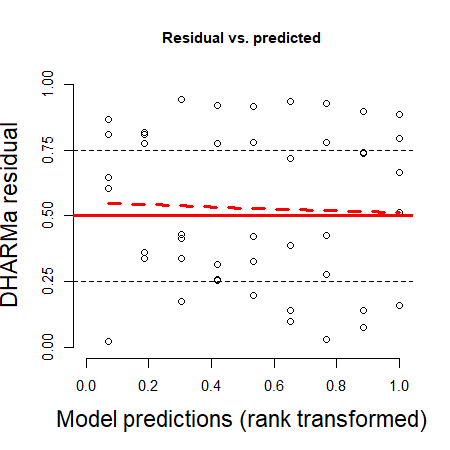 Residual vs. predicted
DHARMa residual
1.00
0.75
0.50
0.25
0.00
0.0 0.2 0.4 0.6 0.8 1.0
Model predictions (rank transformed)